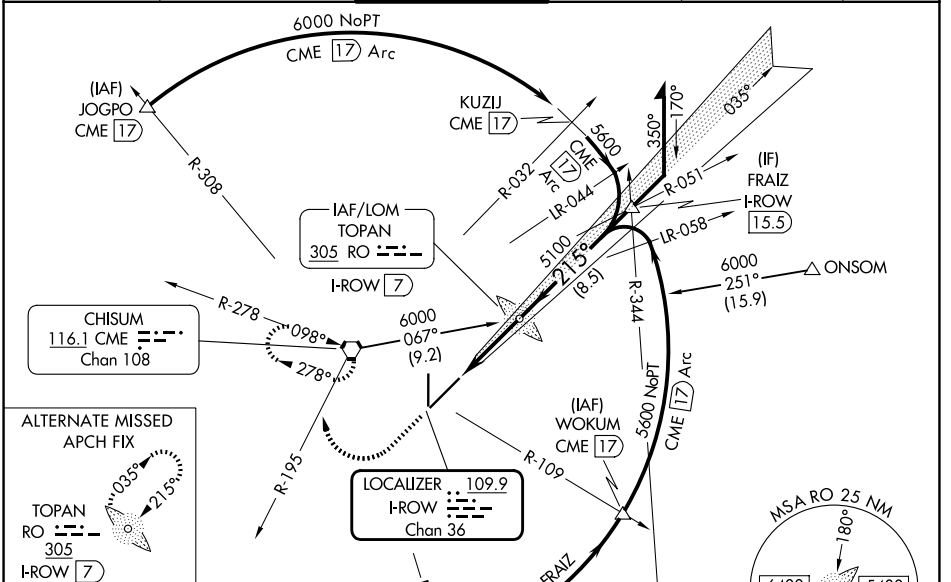 6000 NoPT
CME 17 Arc
(IAF)
JOGPO
CME 17
R-308
KUZIJ
CME 17
R-032
5600
CME
17
Arc
LR-044
350°
170°
035°
R-051
(IF)
FRAIZ
I-ROW
15.5
LR-058
IAF/LOM
TOPAN
305 RO
I-ROW 7
5100
215°
(8.5)
R-344
6000
251°
(15.9)
ONSOM
R-278
098°
278°
6000
067°
(9.2)
CHISUM
116.1 CME
Chan 108
R-195
5600 NoPT
CME 17 Arc
(IAF)
WOKUM
CME 17
R-109
LOCALIZER 109.9
I-ROW
Chan 36
ALTERNATE MISSED
APCH FIX
035°
215°
TOPAN
RO
305
I-ROW 7
FRAIZ
MSA RO 25 NM
180°